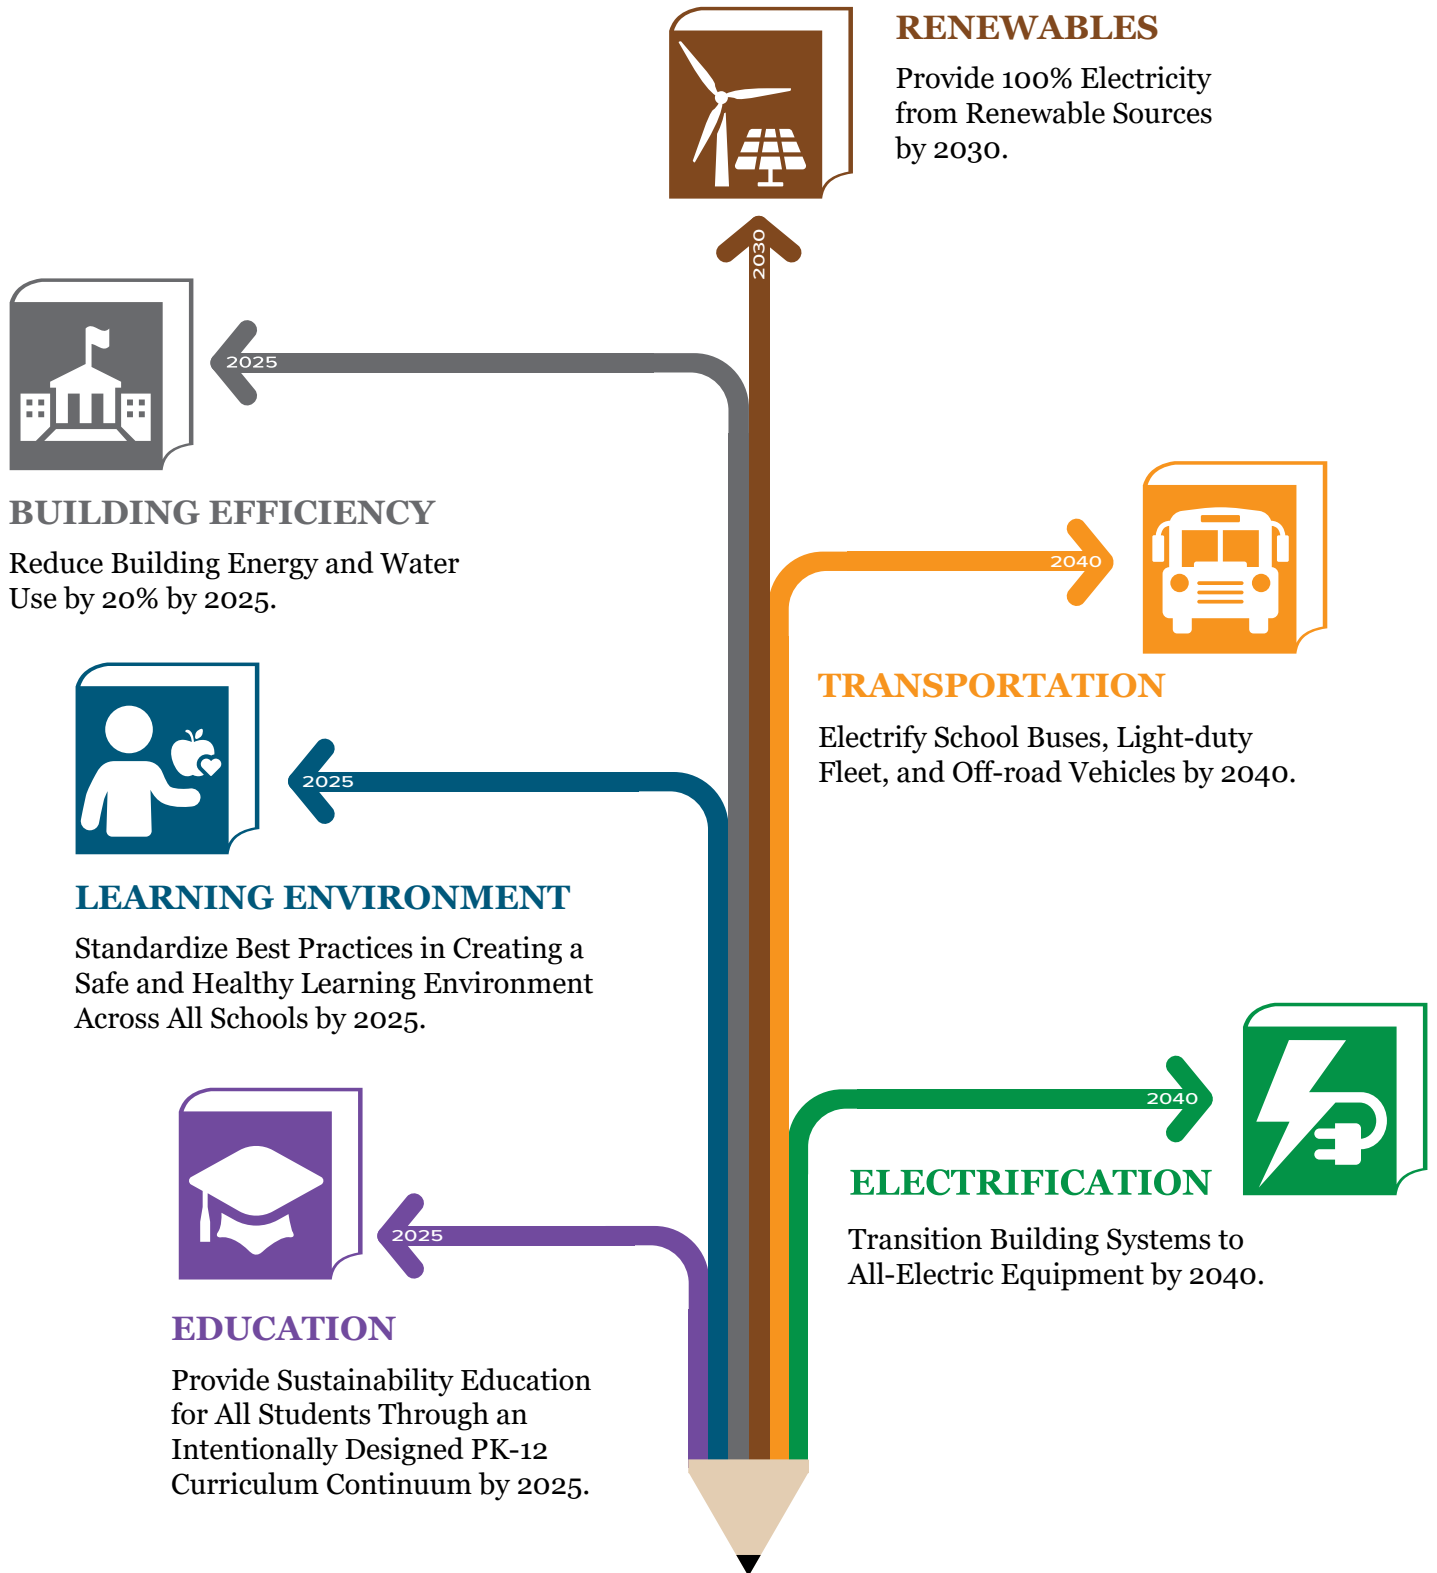 RENEWABLES
Provide 100% Electricity
from Renewable Sources
by 2030.
2030
2025
BUILDING EFFICIENCY
Reduce Building Energy and Water
Use by 20% by 2025.
2040
TRANSPORTATION
Electrify School Buses, Light-duty
Fleet, and Off-road Vehicles by 2040.
2025
LEARNING ENVIRONMENT
Standardize Best Practices in Creating a
Safe and Healthy Learning Environment
Across All Schools by 2025.
2040
ELECTRIFICATION
Transition Building Systems to
All-Electric Equipment by 2040.
2025
EDUCATION
Provide Sustainability Education
for All Students Through an
Intentionally Designed PK-12
Curriculum Continuum by 2025.